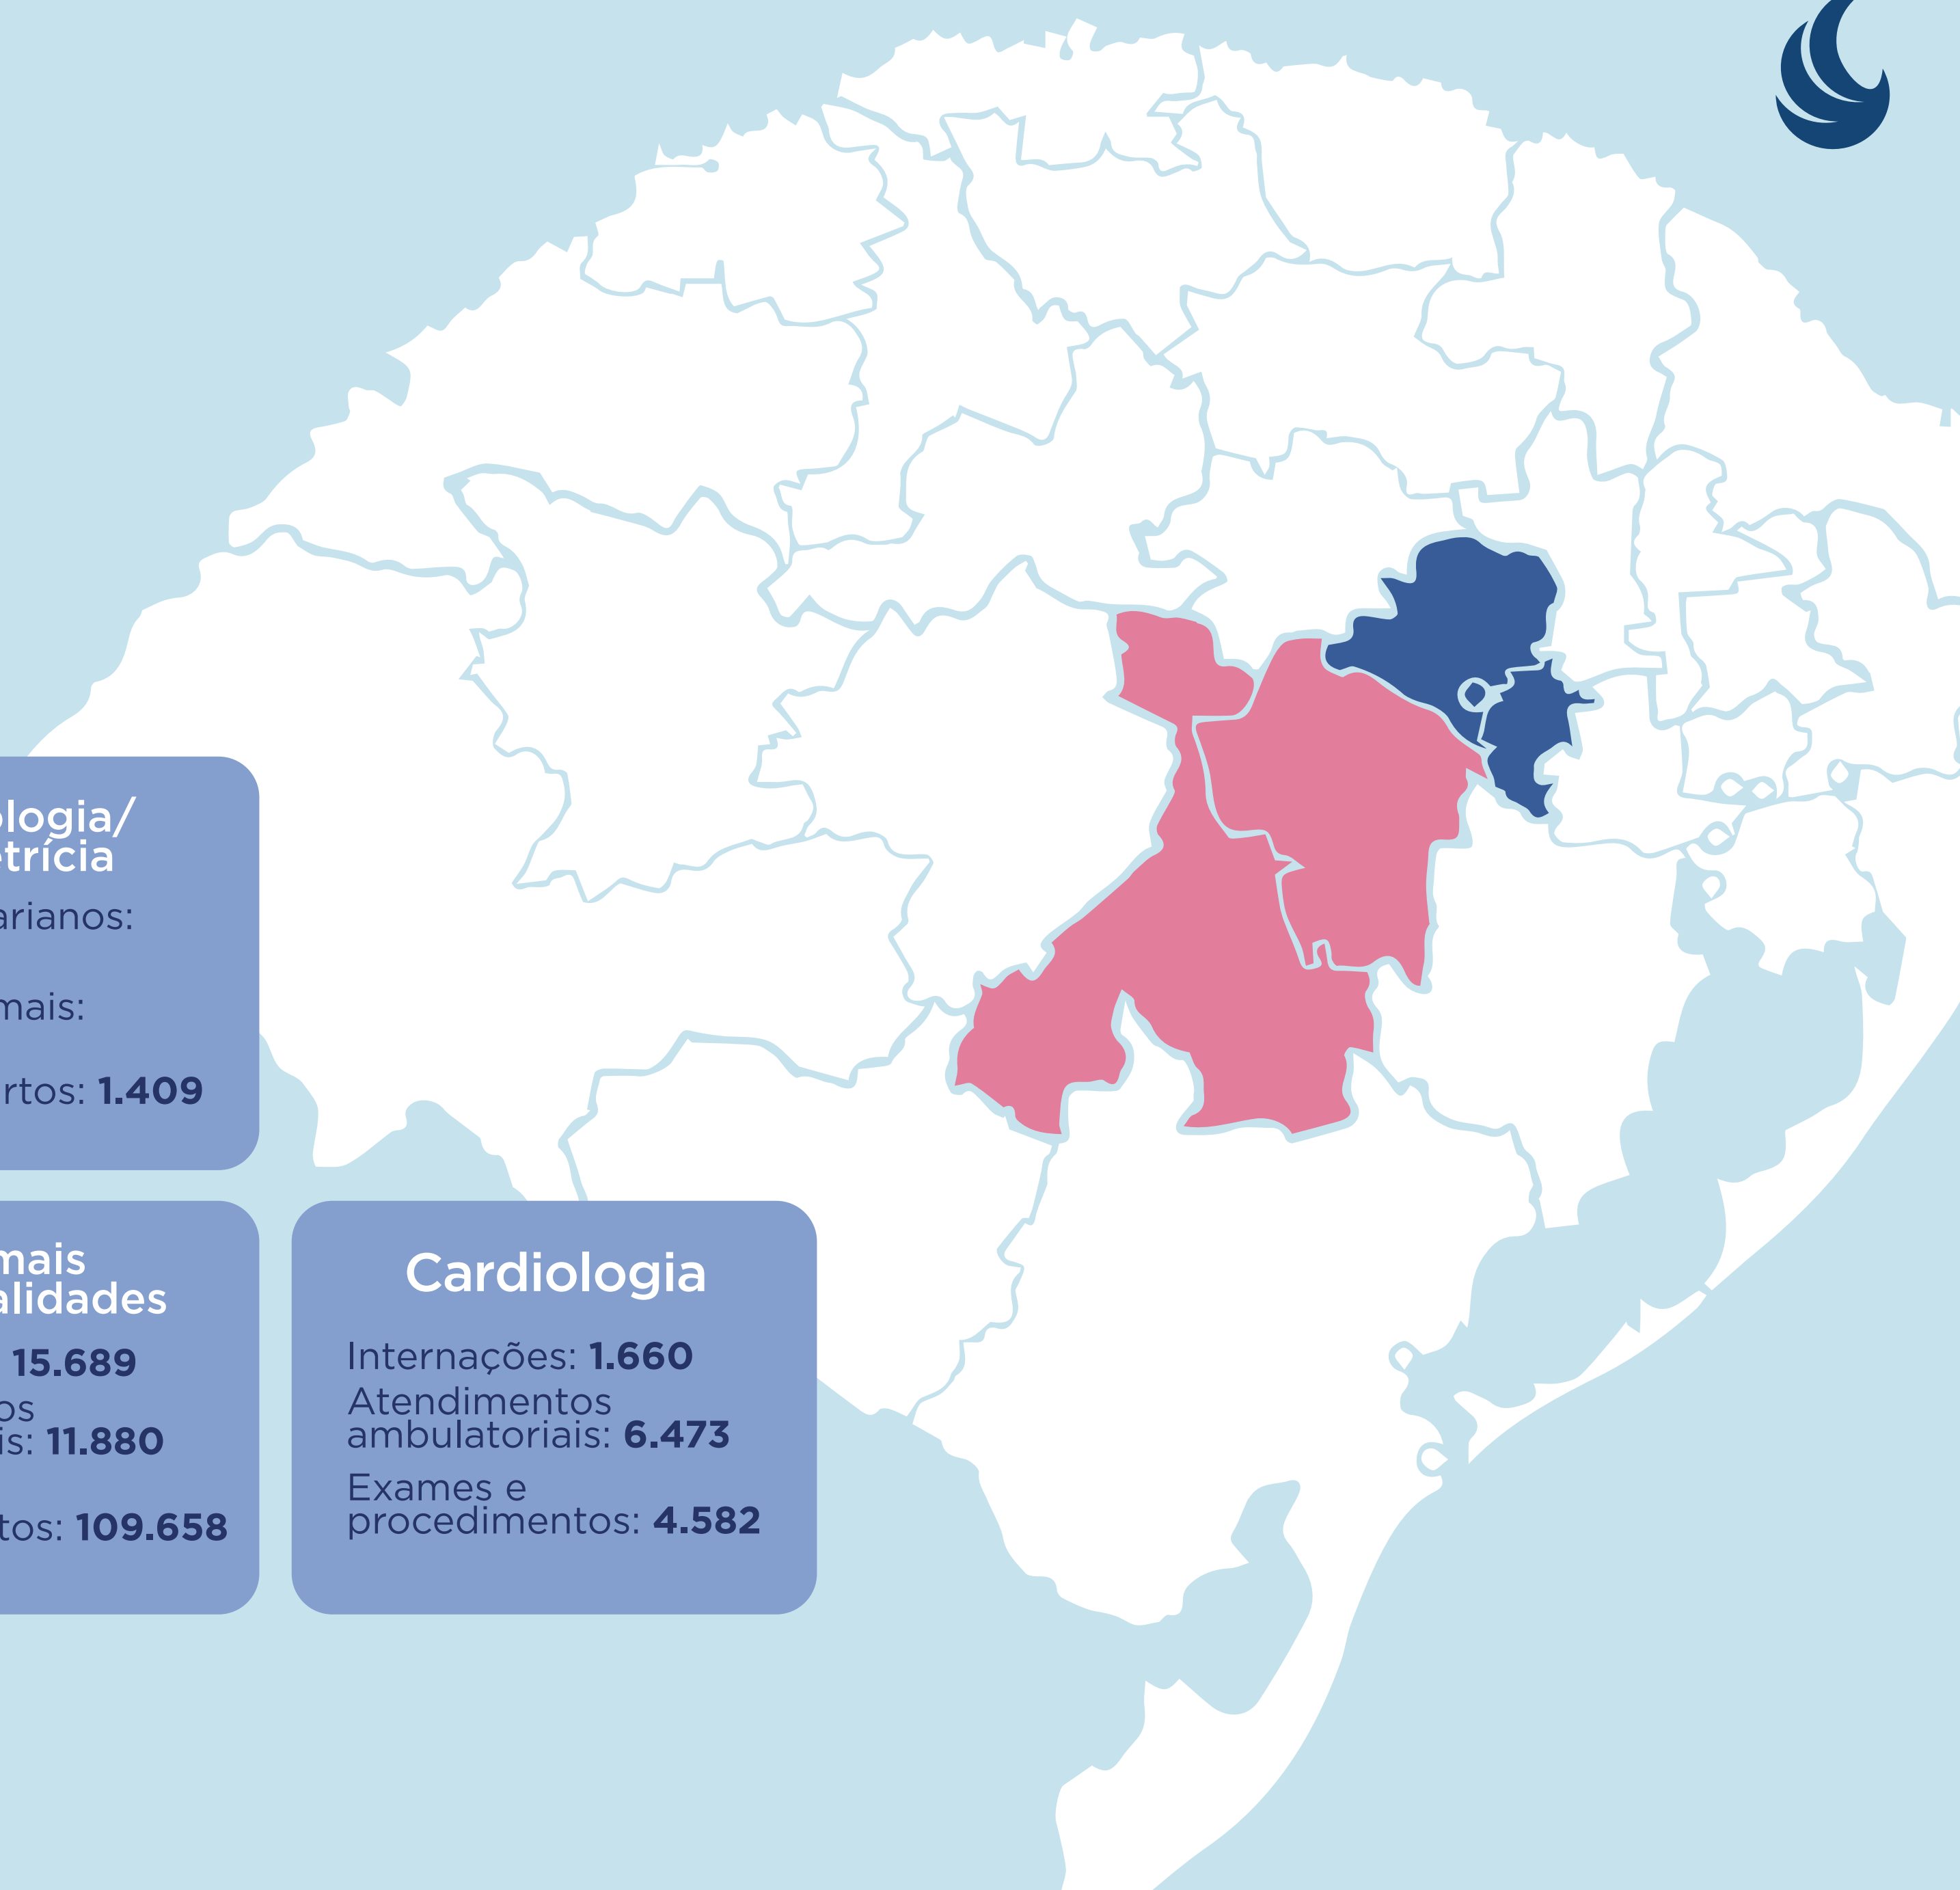 ologia/
trícia
arianos:
mais:
rtos: 1.409
mais
alidades
15.689
os
is: 11.880
tos: 109.658
Cardiologia
Internações: 1.660
Atendimentos
ambulatoriais: 6.473
Exames e
procedimentos: 4.582